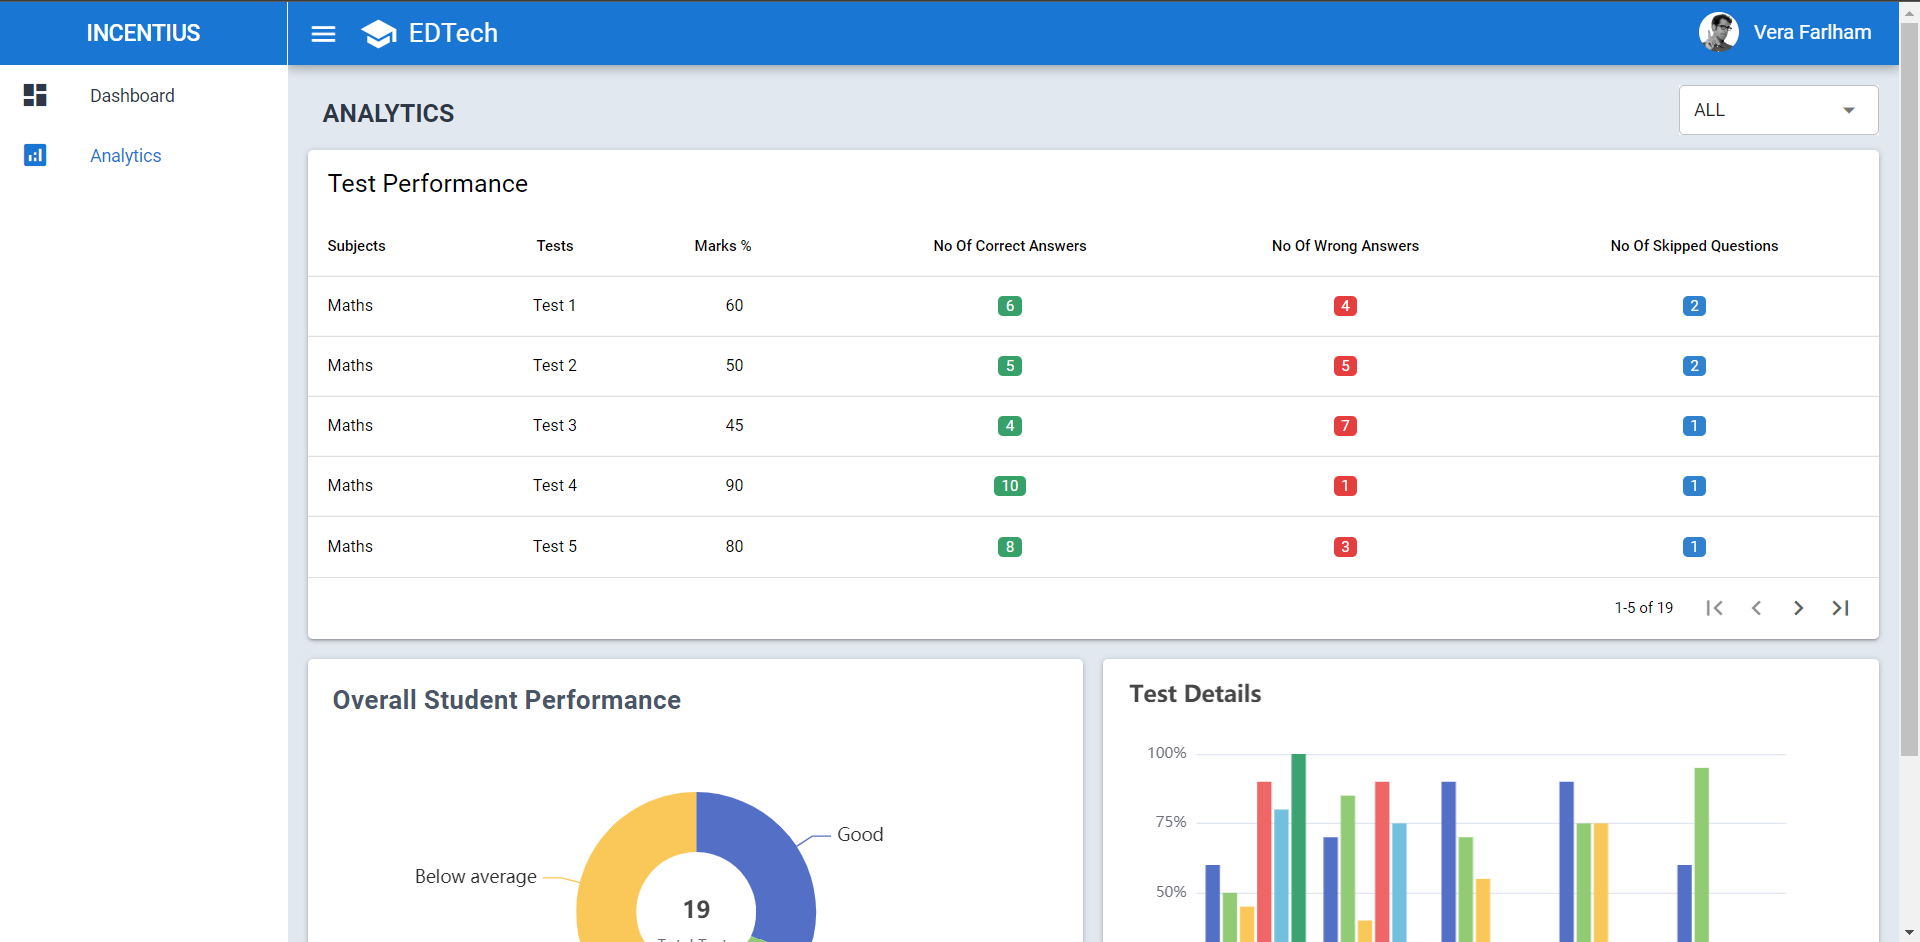 INCENTIUS
EDTech
Vera Farlham
Dashboard
Analytics
ANALYTICS
ALL
Test Performance
Subjects Tests Marks % No Of Correct Answers No Of Wrong Answers No Of Skipped Questions
Maths Test 1 60 6 4 2
Maths Test 2 50 5 5 2
Maths Test 3 45 4 7 1
Maths Test 4 90 10 1 1
Maths Test 5 80 8 3 1
1-5 of 19
Overall Student Performance
Good
Below average
19
Test Details
100%
75%
50%